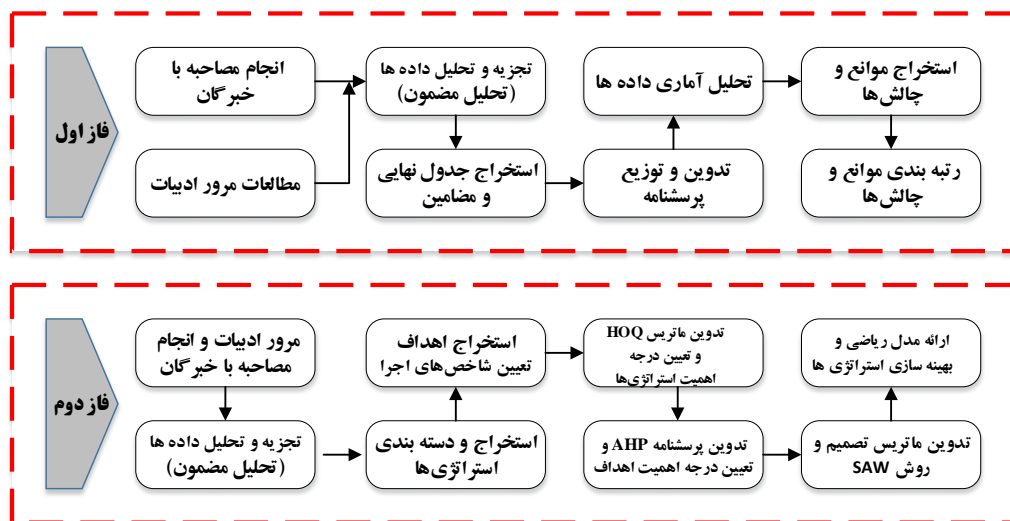 فاز اول
انجام مصاحبه با
خبرگان
مطالعات مرور ادبیات
تجزیه و تحلیل داده ها
(تحلیل مضمون)
استخراج جدول نهایی
و مضامین
تدوین و توزیع
پرسشنامه
تحلیل آماری داده ها
استخراج موانع و
چالش‌ها
رتبه بندی موانع و
چالش‌ها
فاز دوم
مرور ادبیات و انجام
مصاحبه با خبرگان
تجزیه و تحلیل داده ها
(تحلیل مضمون)
استخراج و دسته بندی
استراتژی‌ها
استخراج اهداف
تعیین شاخص‌های اجرا
تدوین ماتریس HOQ
و تعیین درجه
اهمیت استراتژی‌ها
تدوین پرسشنامه AHP و
تعیین درجه اهمیت اهداف
تدوین ماتریس تصمیم و
روش SAW
ارائه مدل ریاضی و
بهینه سازی استراتژی ها